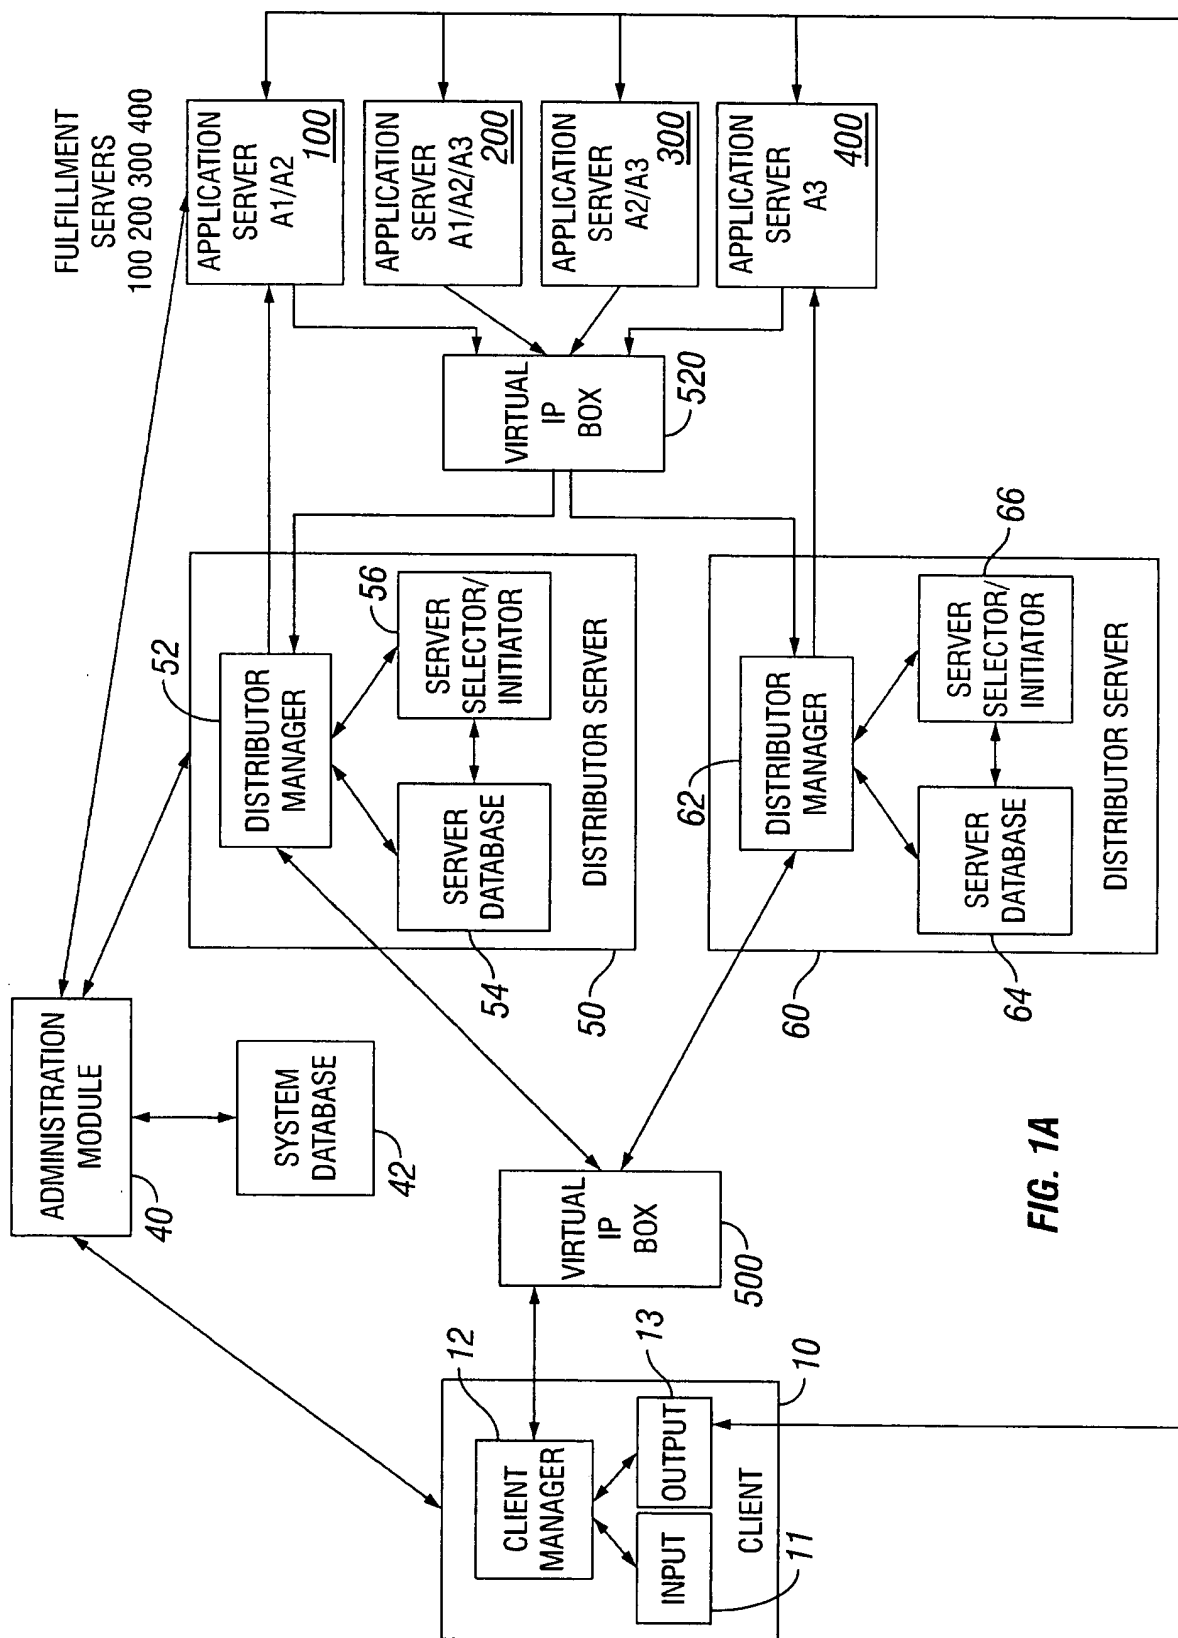 FULFILLMENT
SERVERS
100 200 300 400
APPLICATION
SERVER
A1/A2
100
APPLICATION
SERVER
A1/A2/A3
200
APPLICATION
SERVER
A2/A3
300
APPLICATION
SERVER
A3
400
VIRTUAL
IP
BOX
520
52
DISTRIBUTOR
MANAGER
56
SERVER
SELECTOR/
INITIATOR
SERVER
DATABASE
54
DISTRIBUTOR SERVER
50
62
DISTRIBUTOR
MANAGER
66
SERVER
SELECTOR/
INITIATOR
SERVER
DATABASE
64
DISTRIBUTOR SERVER
60
ADMINISTRATION
MODULE
40
SYSTEM
DATABASE
42
VIRTUAL
IP
BOX
500
12
CLIENT
MANAGER
13
OUTPUT
INPUT
11
CLIENT
10
FIG. 1A